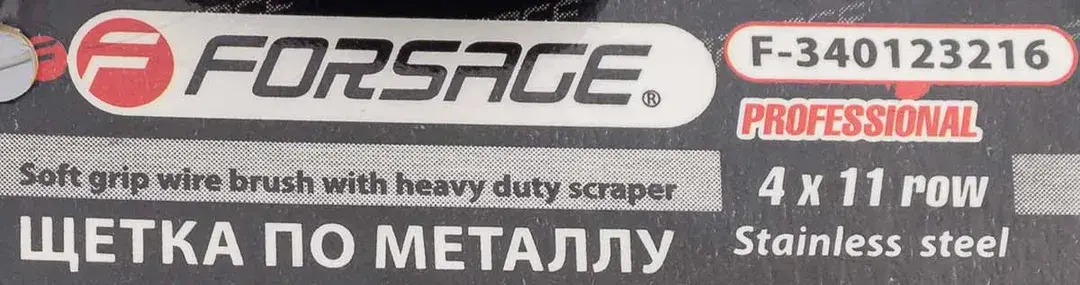 F FORSAGE®
F-340123216
PROFESSIONAL
Soft grip wire brush with heavy duty scraper
4 x 11 row
ЩЕТКА ПО МЕТАЛЛУ
Stainless steel